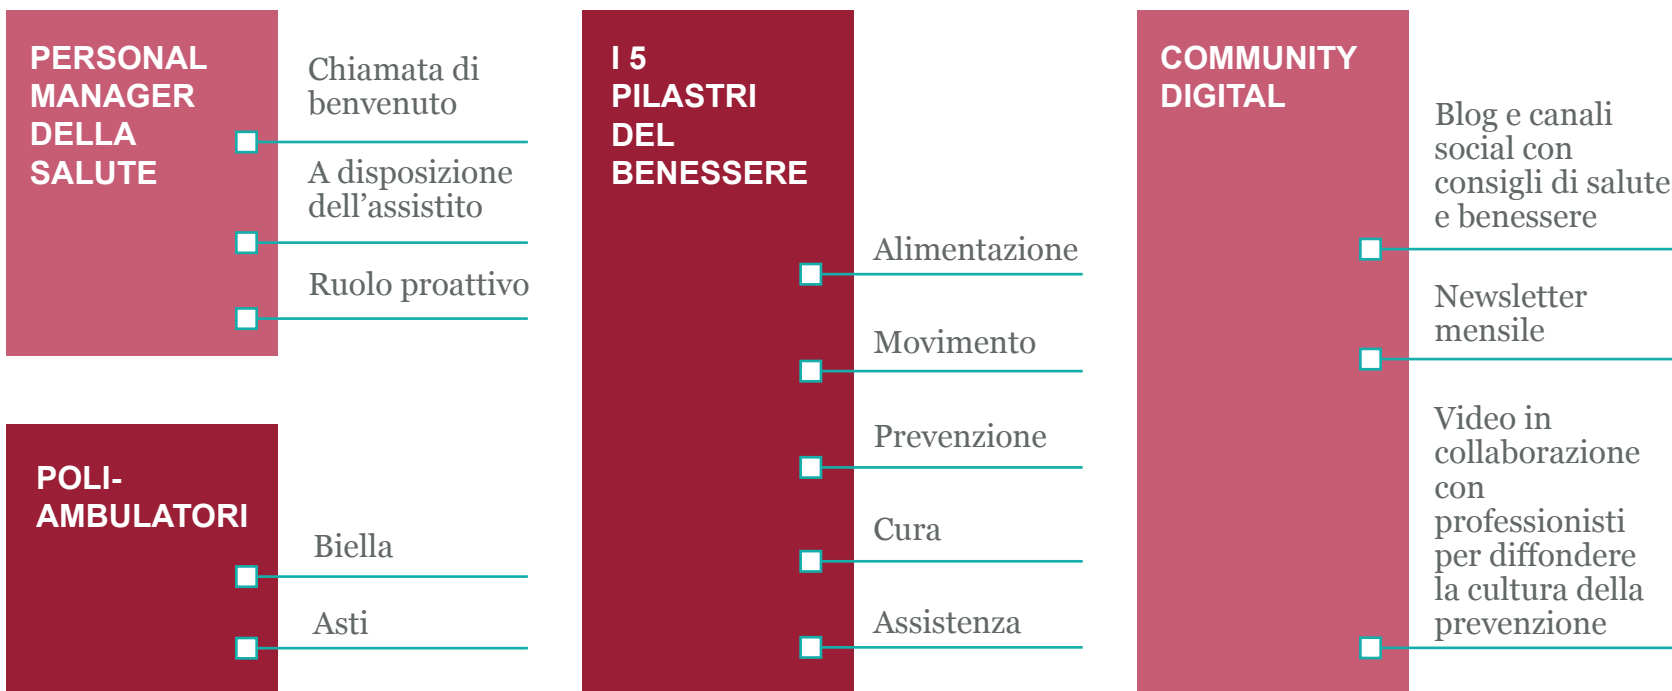 PERSONAL
MANAGER
DELLA
SALUTE
Chiamata di
benvenuto
A disposizione
dell’assistito
Ruolo proattivo
POLI-
AMBULATORI
Biella
Asti
I 5
PILASTRI
DEL
BENESSERE
Alimentazione
Movimento
Prevenzione
Cura
Assistenza
COMMUNITY
DIGITAL
Blog e canali
social con
consigli di salute
e benessere
Newsletter
mensile
Video in
collaborazione
con
professionisti
per diffondere
la cultura della
prevenzione